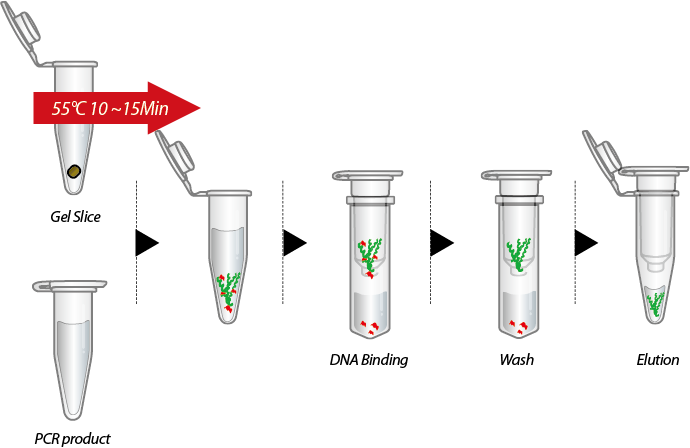 55℃ 10 ~15Min
Gel Slice
PCR product
DNA Binding
Wash
Elution